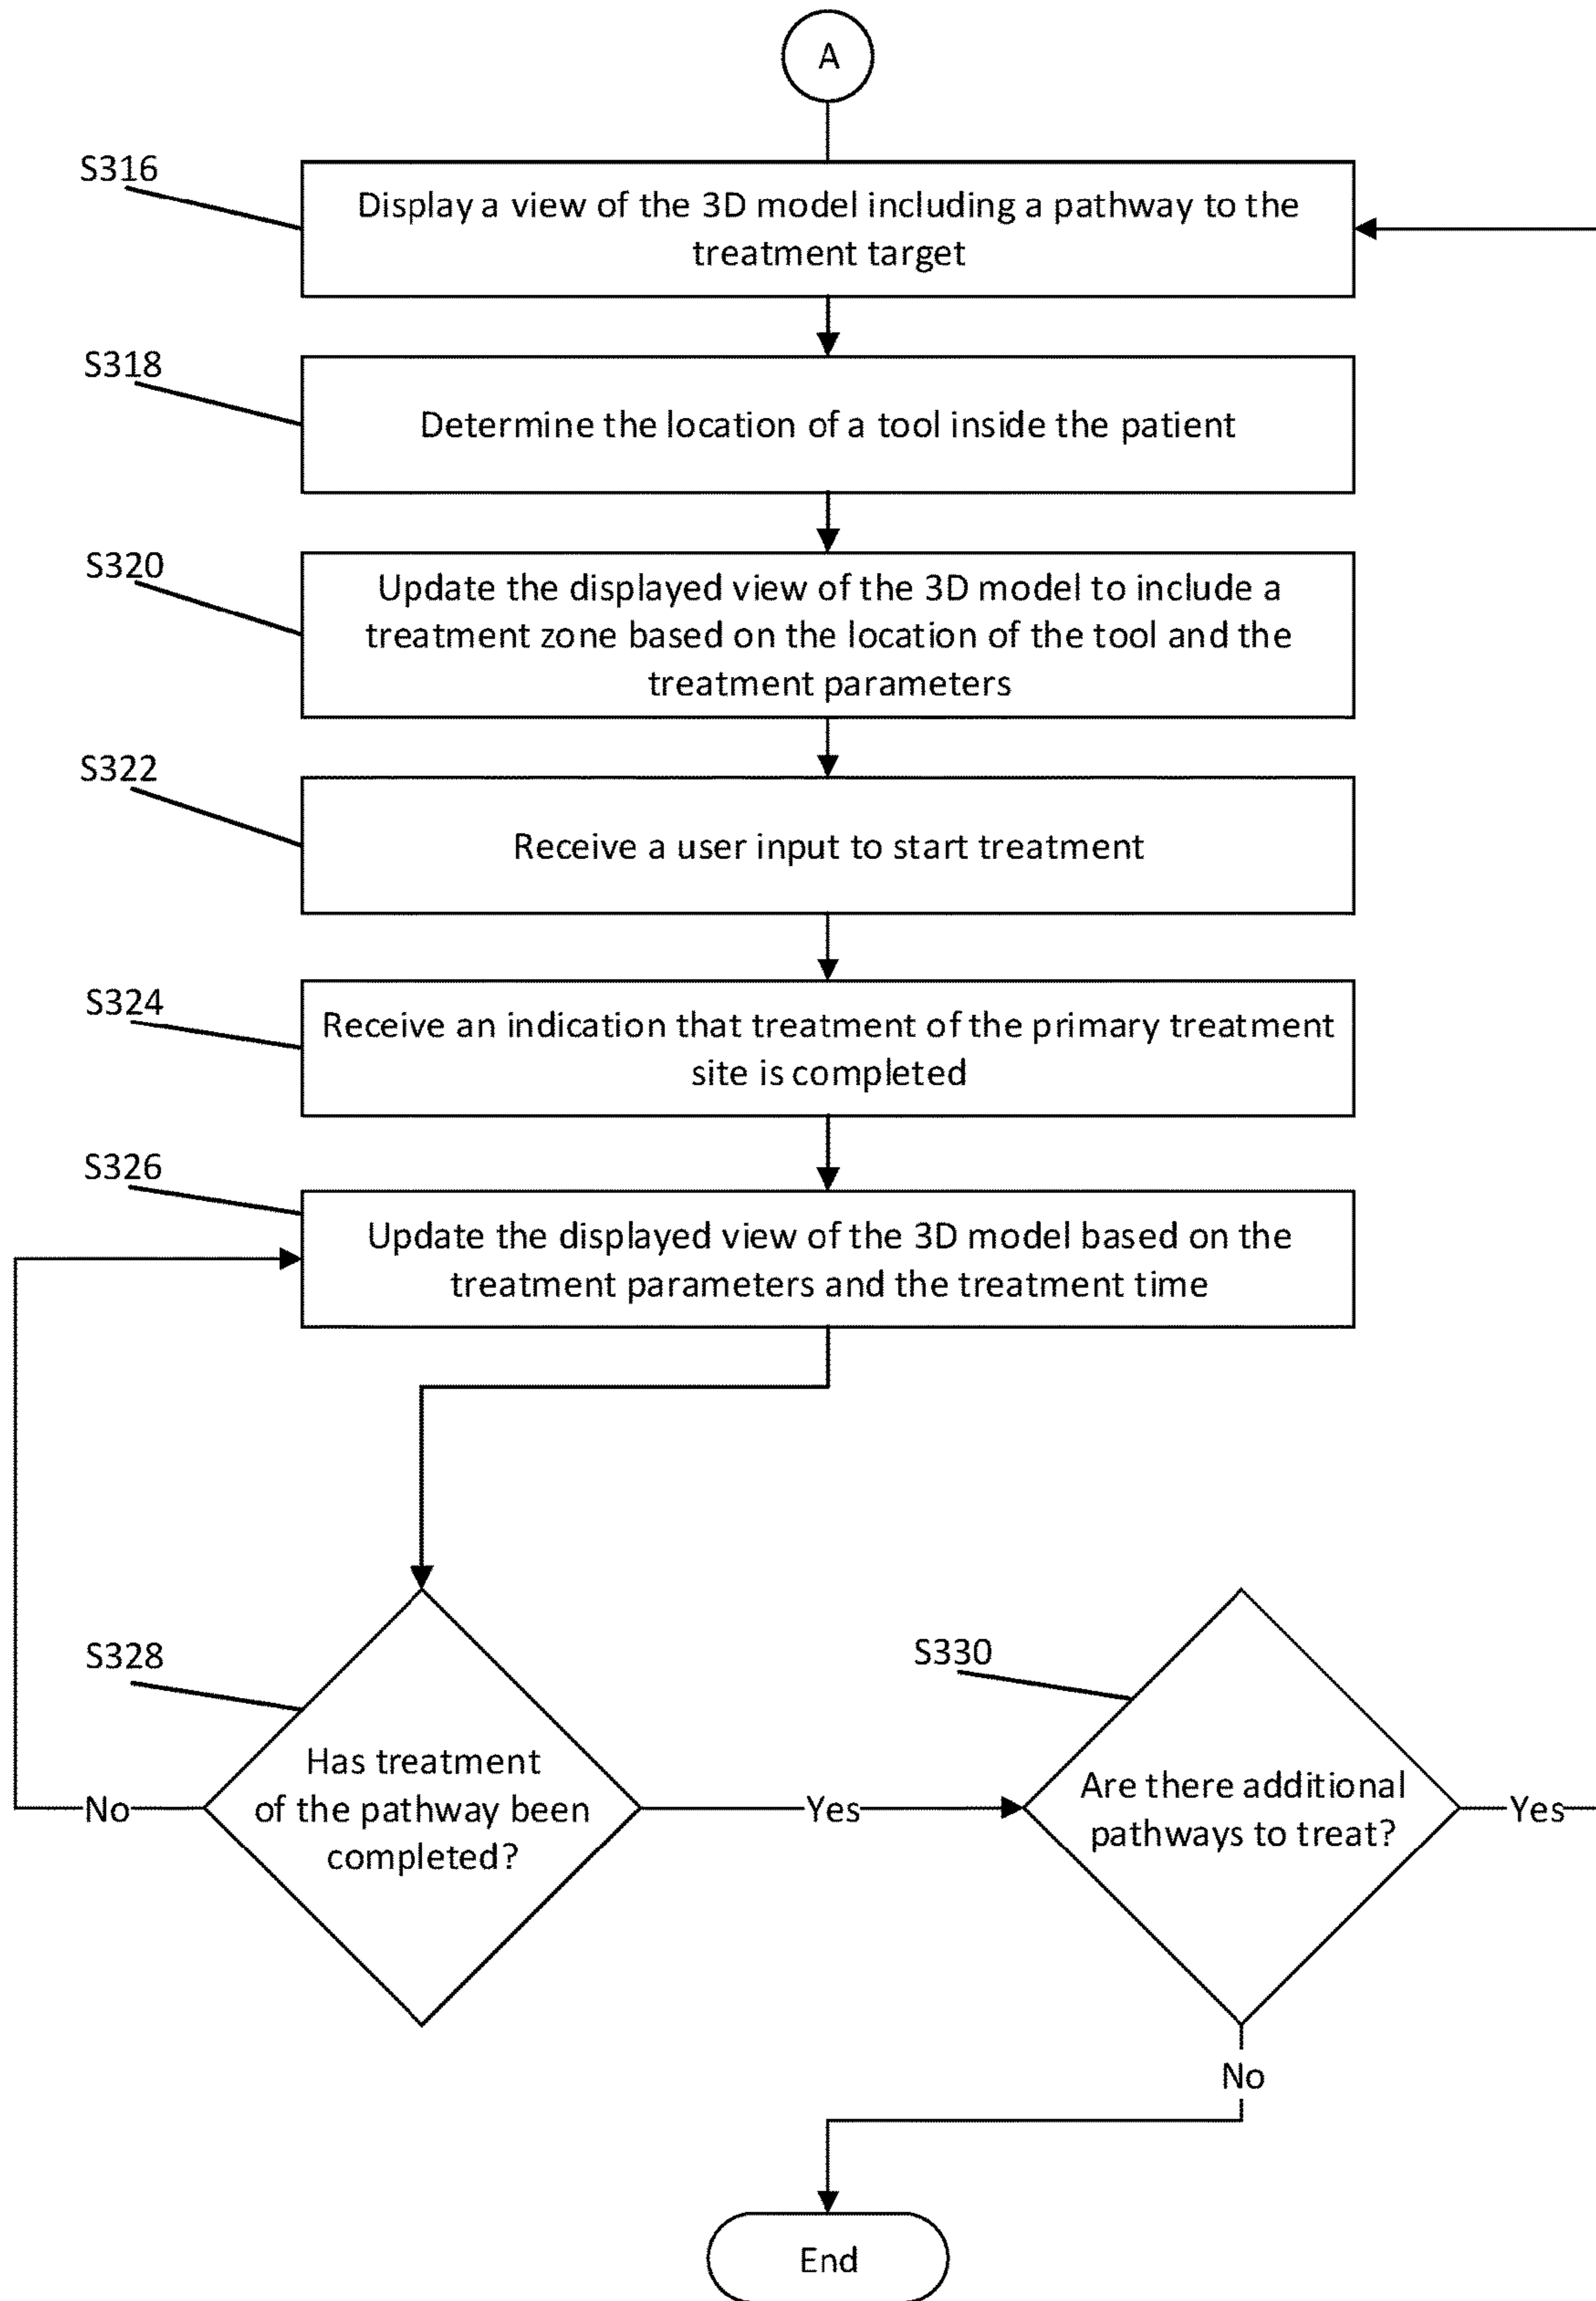 A
S316
Display a view of the 3D model including a pathway to the
treatment target
S318
Determine the location of a tool inside the patient
S320
Update the displayed view of the 3D model to include a
treatment zone based on the location of the tool and the
treatment parameters
S322
Receive a user input to start treatment
S324
Receive an indication that treatment of the primary treatment
site is completed
S326
Update the displayed view of the 3D model based on the
treatment parameters and the treatment time
S328
Has treatment
of the pathway been
completed?
No
Yes
S330
Are there additional
pathways to treat?
Yes
No
End